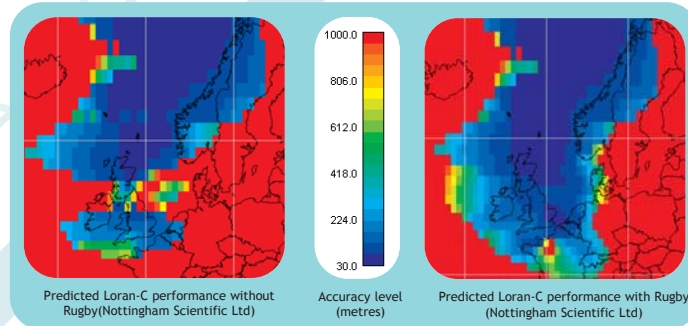 1000.0
806.0
612.0
418.0
224.0
30.0
Predicted Loran-C performance without
Rugby(Nottingham Scientific Ltd)
Accuracy level
(metres)
Predicted Loran-C performance with Rugby
(Nottingham Scientific Ltd)